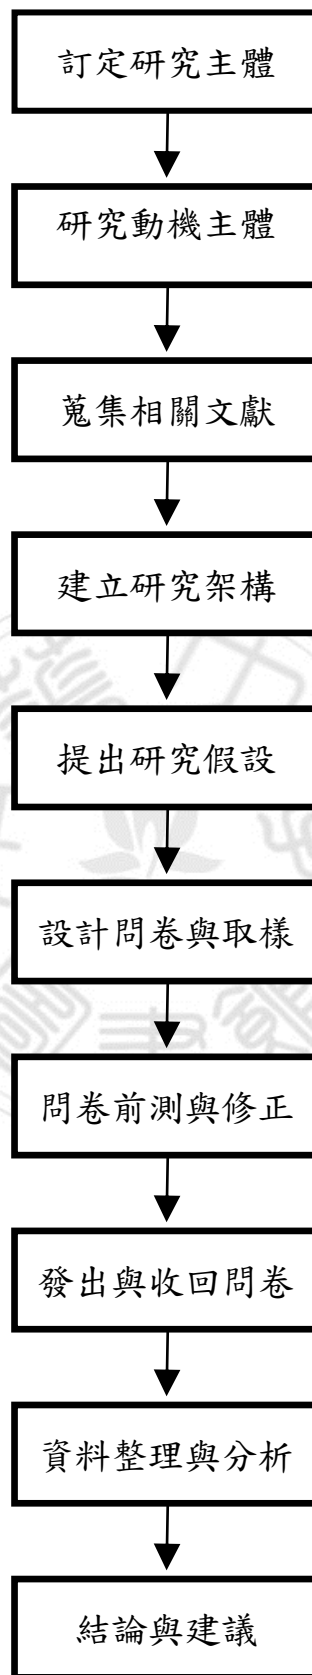 訂定研究主體
研究動機主體
蒐集相關文獻
建立研究架構
提出研究假設
設計問卷與取樣
問卷前測與修正
發出與收回問卷
資料整理與分析
結論與建議